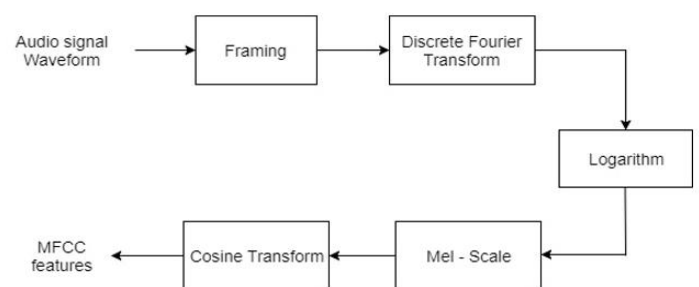 Audio signal
Waveform
Framing
Discrete Fourier
Transform
Logarithm
Mel - Scale
Cosine Transform
MFCC
features